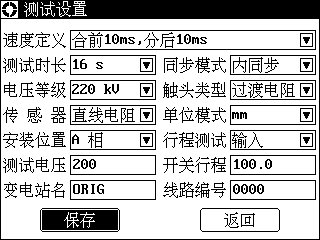 测试设置
速度定义 合前10ms,分后10ms
测试时长 16 s 同步模式 内同步
电压等级 220 kV 触头类型 过渡电阻
传感器 直线电阻 单位模式 mm
安装位置 A 相 行程测试 输入
测试电压 200 开关行程 100.0
变电站名 ORIG 线路编号 0000
保存 返回